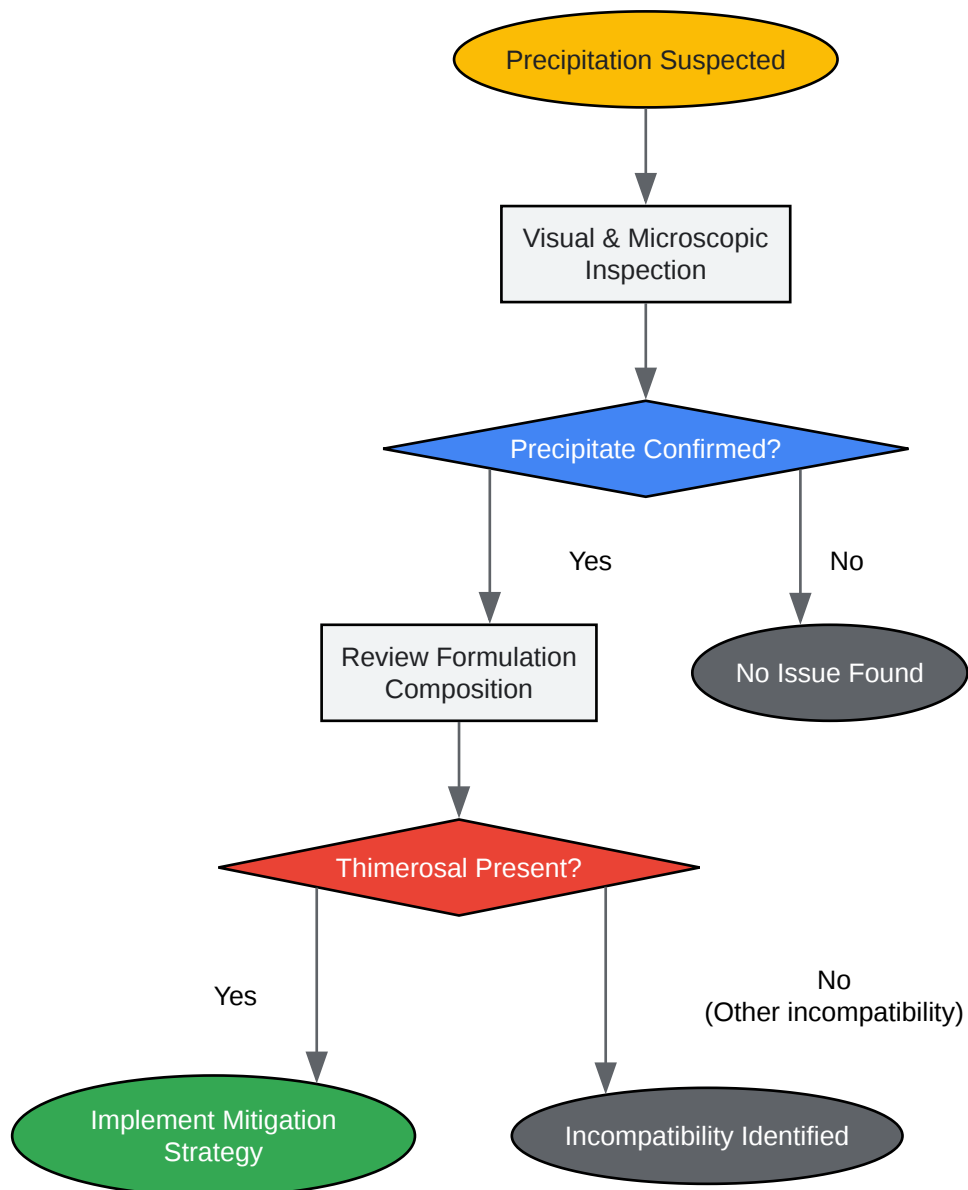 Precipitation Suspected
Visual & Microscopic
Inspection
Precipitate Confirmed?
Yes
No
Review Formulation
Composition
No Issue Found
Thimerosal Present?
Yes
No
(Other incompatibility)
Implement Mitigation
Strategy
Incompatibility Identified